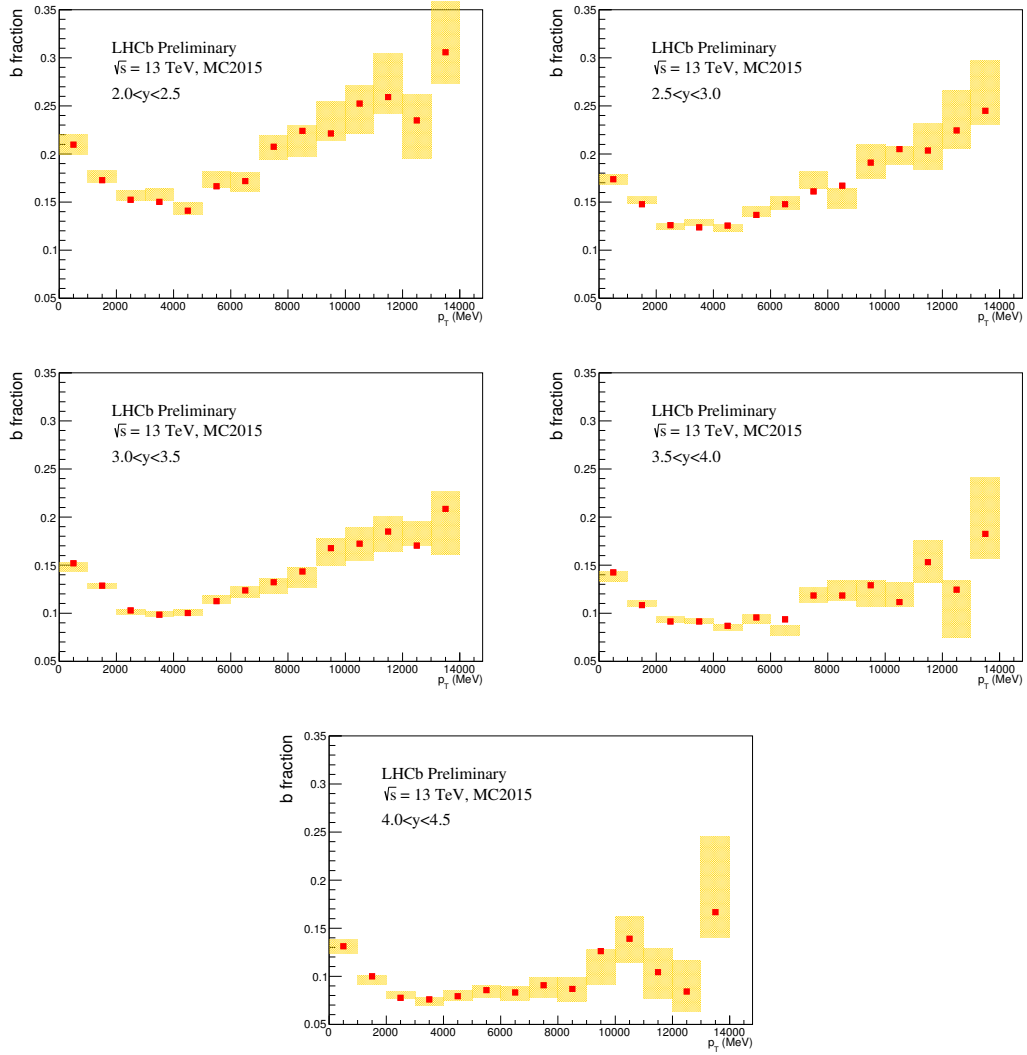 b fraction
0.35
0.3
0.25
0.2
0.15
0.1
0.05
LHCb Preliminary
√s = 13 TeV, MC2015
2.0<y<2.5
0 2000 4000 6000 8000 10000 12000 14000
p_T (MeV)
b fraction
0.35
0.3
0.25
0.2
0.15
0.1
0.05
LHCb Preliminary
√s = 13 TeV, MC2015
2.5<y<3.0
0 2000 4000 6000 8000 10000 12000 14000
p_T (MeV)
b fraction
0.35
0.3
0.25
0.2
0.15
0.1
0.05
LHCb Preliminary
√s = 13 TeV, MC2015
3.0<y<3.5
0 2000 4000 6000 8000 10000 12000 14000
p_T (MeV)
b fraction
0.35
0.3
0.25
0.2
0.15
0.1
0.05
LHCb Preliminary
√s = 13 TeV, MC2015
3.5<y<4.0
0 2000 4000 6000 8000 10000 12000 14000
p_T (MeV)
b fraction
0.35
0.3
0.25
0.2
0.15
0.1
0.05
LHCb Preliminary
√s = 13 TeV, MC2015
4.0<y<4.5
0 2000 4000 6000 8000 10000 12000 14000
p_T (MeV)